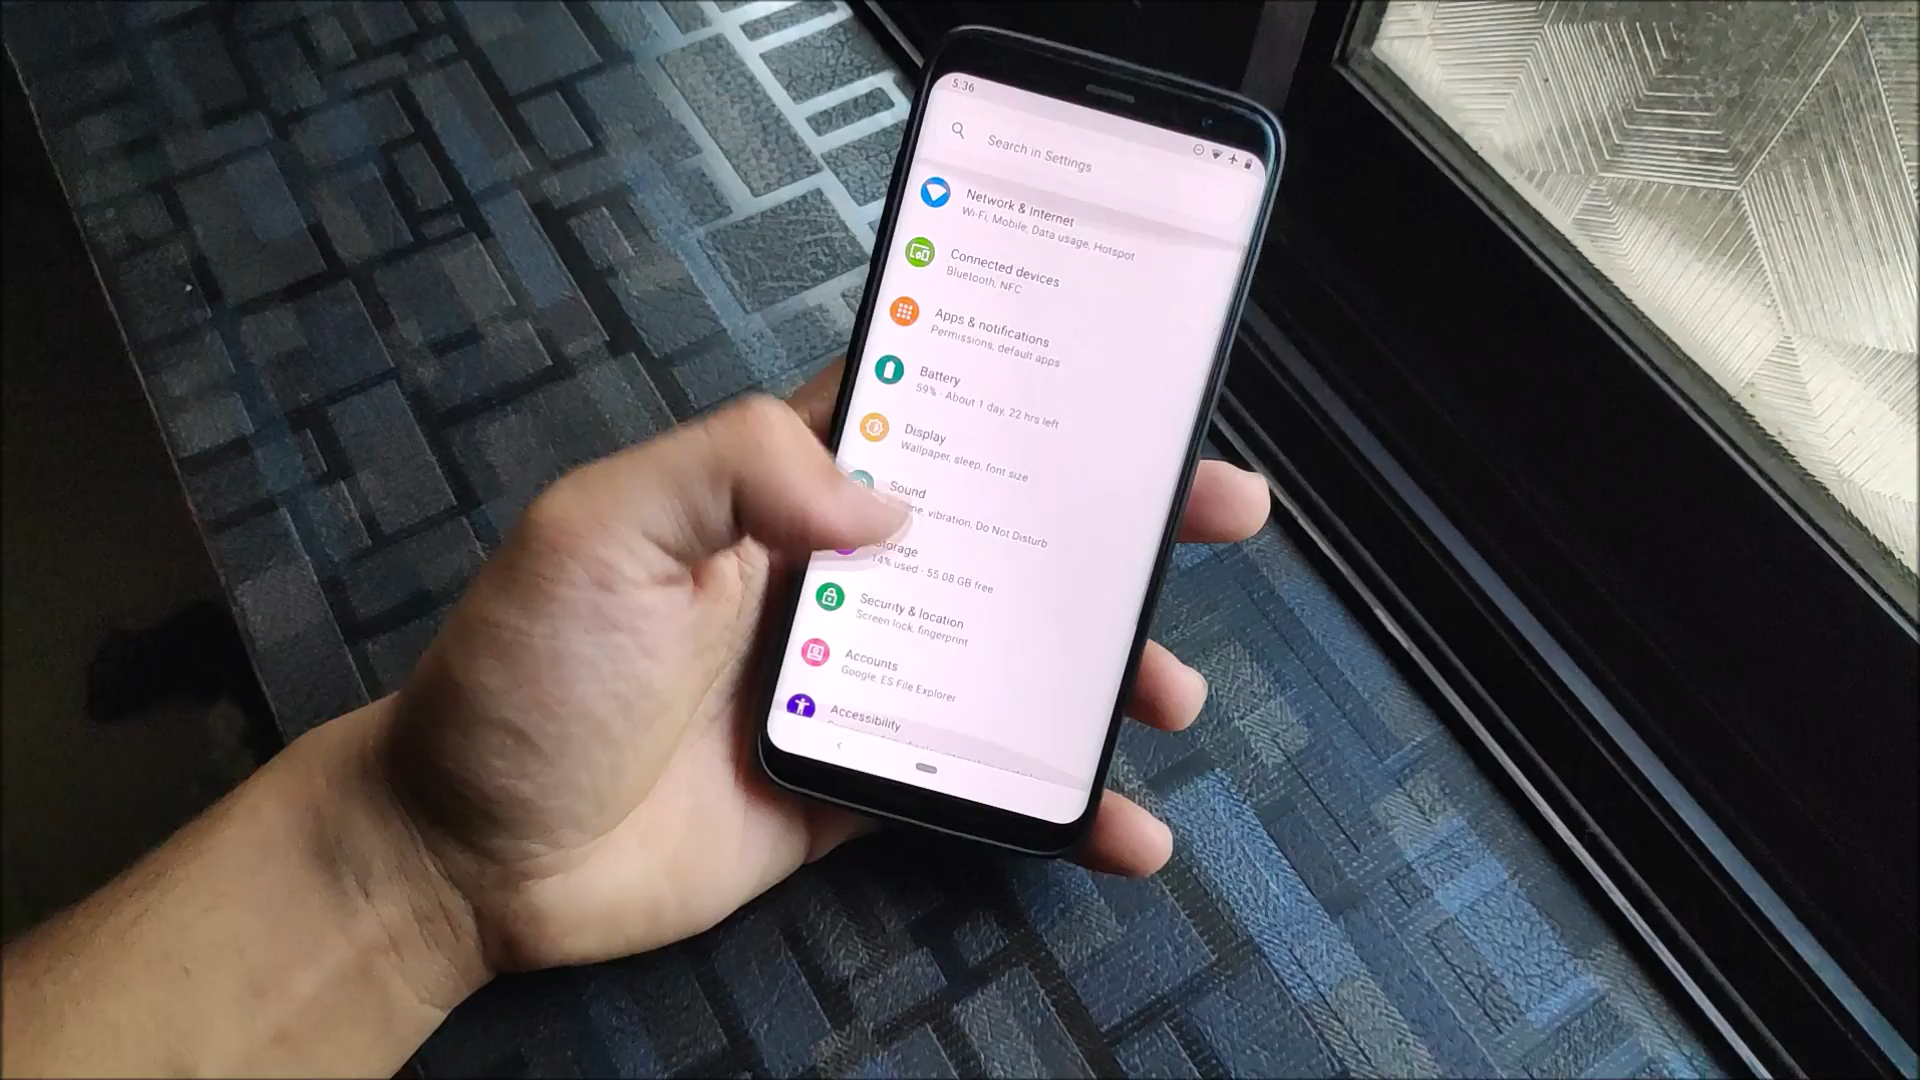 5:36
Search in Settings
Network & Internet
Wi-Fi, Mobile, Data usage, Hotspot
Connected devices
Bluetooth, NFC
Apps & notifications
Permissions, default apps
Battery
59% - About 1 day, 22 hrs left
Display
Wallpaper, sleep, font size
Sound
vibration, Do Not Disturb
Storage
14% used - 55.08 GB free
Security & location
Screen lock, fingerprint
Accounts
Google, ES File Explorer
Accessibility